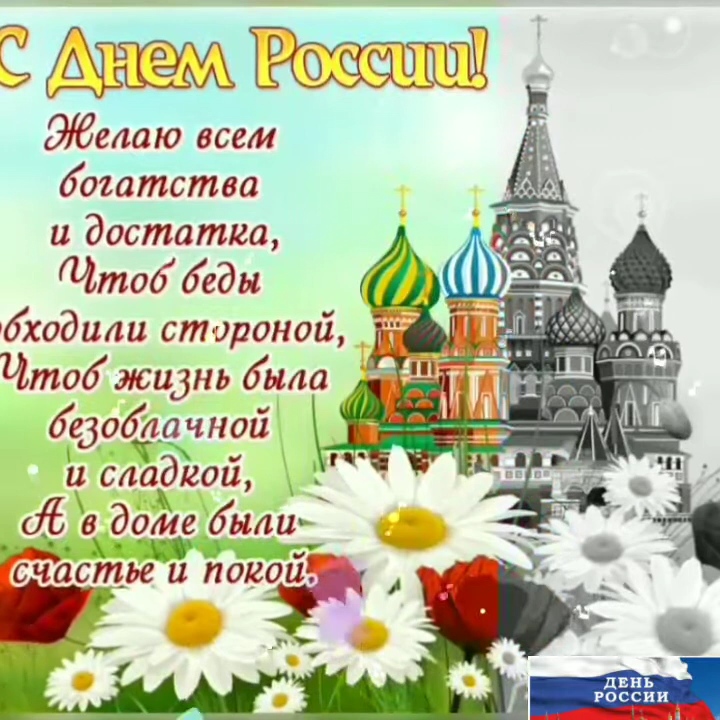 С Днем России!
Желаю всем
богатства
и достатка,
Чтоб беды
обходили стороной,
Чтоб жизнь была
безоблачной
и сладкой,
А в доме были
счастье и покой.
ДЕНЬ
РОССИИ